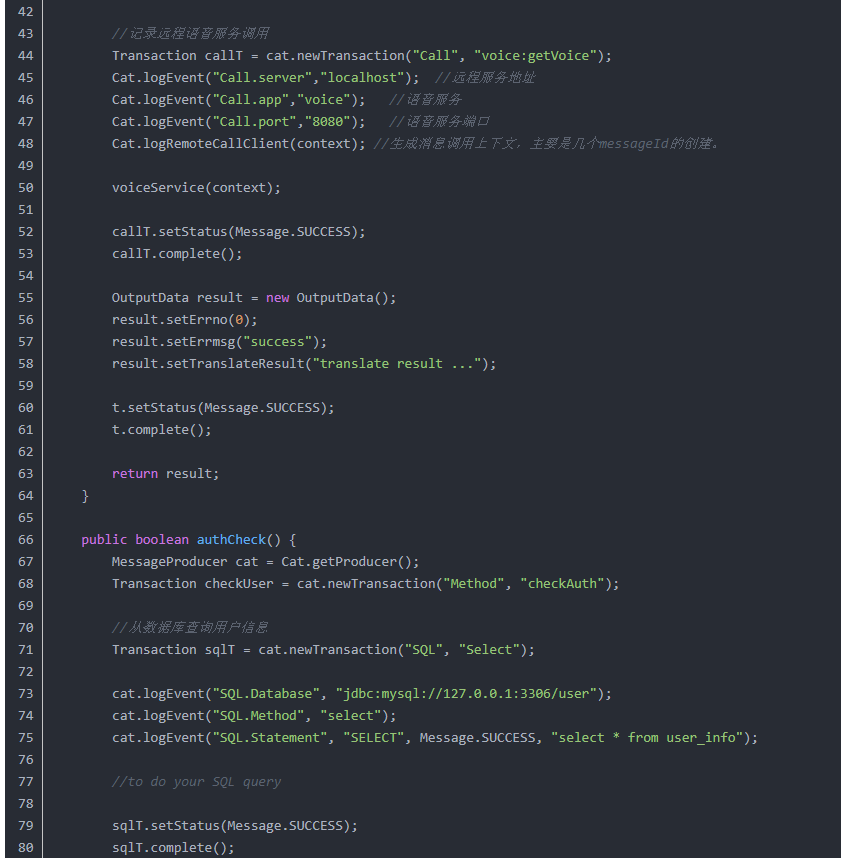 42
43 //记录远程语音服务调用
44 Transaction callT = cat.newTransaction("Call", "voice:getVoice");
45 Cat.logEvent("Call.server","localhost"); //远程服务地址
46 Cat.logEvent("Call.app","voice"); //语音服务
47 Cat.logEvent("Call.port","8080"); //语音服务端口
48 Cat.logRemoteCallClient(context); //生成消息调用上下文，主要是几个messageId的创建。
49
50 voiceService(context);
51
52 callT.setStatus(Message.SUCCESS);
53 callT.complete();
54
55 OutputData result = new OutputData();
56 result.setErrno(0);
57 result.setErrmsg("success");
58 result.setTranslateResult("translate result ...");
59
60 t.setStatus(Message.SUCCESS);
61 t.complete();
62
63 return result;
64 }
65
66 public boolean authCheck() {
67 MessageProducer cat = Cat.getProducer();
68 Transaction checkUser = cat.newTransaction("Method", "checkAuth");
69
70 //从数据库查询用户信息
71 Transaction sqlT = cat.newTransaction("SQL", "Select");
72
73 cat.logEvent("SQL.Database", "jdbc:mysql://127.0.0.1:3306/user");
74 cat.logEvent("SQL.Method", "select");
75 cat.logEvent("SQL.Statement", "SELECT", Message.SUCCESS, "select * from user_info");
76
77 //to do your SQL query
78
79 sqlT.setStatus(Message.SUCCESS);
80 sqlT.complete();